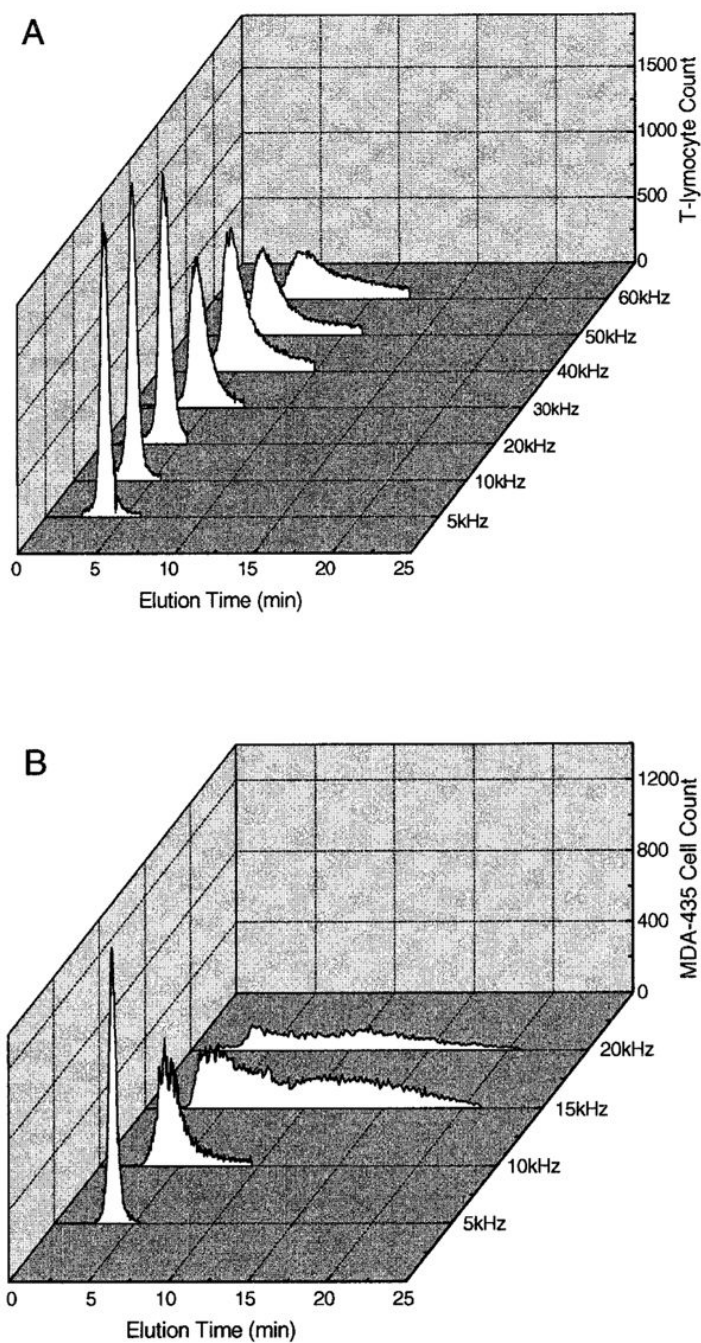 A
1500
1000
500
0
T-lymocyte Count
60kHz
50kHz
40kHz
30kHz
20kHz
10kHz
5kHz
0 5 10 15 20 25
Elution Time (min)
B
1200
800
400
0
MDA-435 Cell Count
20kHz
15kHz
10kHz
5kHz
0 5 10 15 20 25
Elution Time (min)